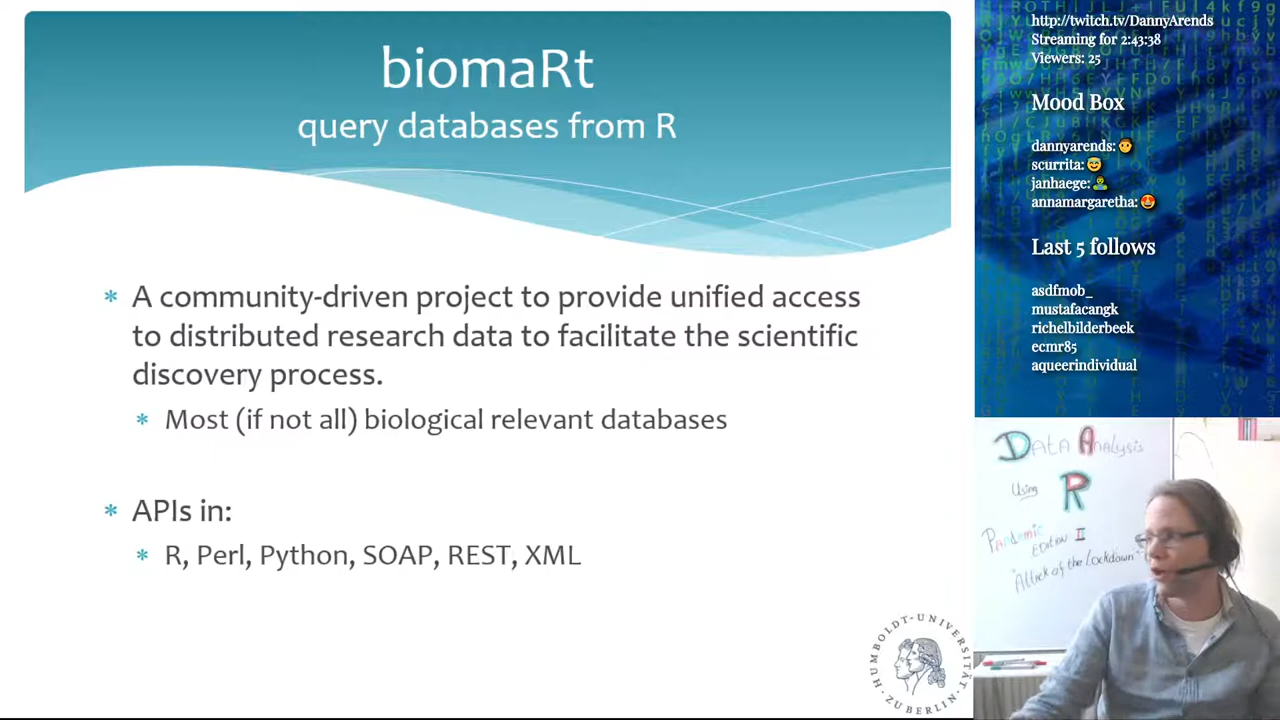 biomaRt
query databases from R
* A community-driven project to provide unified access
to distributed research data to facilitate the scientific
discovery process.
* Most (if not all) biological relevant databases
* APIs in:
* R, Perl, Python, SOAP, REST, XML
HUMBOLDT-UNIVERSITÄT
· ZU BERLIN ·
http://twitch.tv/DannyArends
Streaming for 2:43:38
Viewers: 25
Mood Box
dannyarends:
scurrita: 😅
janhaege:
annamargaretha: 😍
Last 5 follows
asdfmob_
mustafacangk
richelbilderbeek
ecmr85
aqueerindividual
DATA ANALYSIS
Using R
Pandemic
EDITION II
"Attack of the Lockdown"